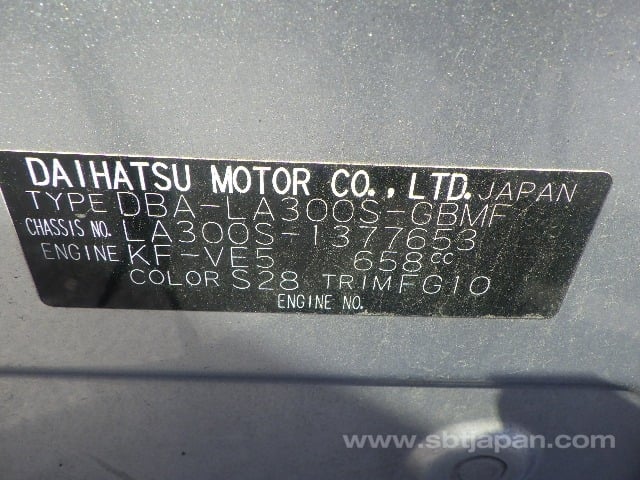 DAIHATSU MOTOR CO., LTD. JAPAN
TYPE DBA-LA300S-GBMF
CHASSIS NO. LA300S-1377653
ENGINE KF-VE5 658cc
COLOR S28 TRIM FG10
ENGINE NO.
www.sbtjapan.com